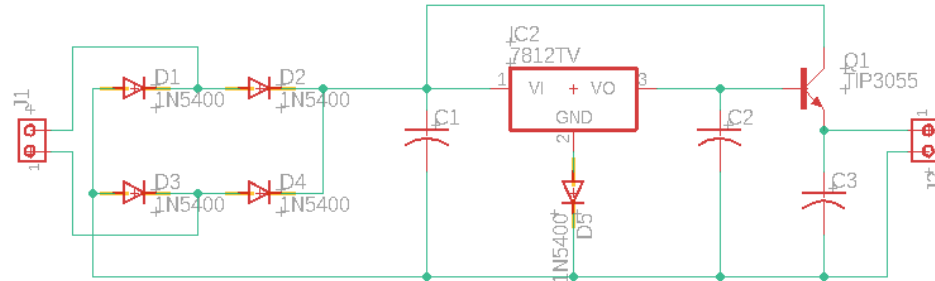 J1
1
D1
1N5400
D2
1N5400
D3
1N5400
D4
1N5400
C1
IC2
7812TV
1
VI
VO
3
GND
2
D5
1N5400
C2
Q1
TIP3055
C3
1